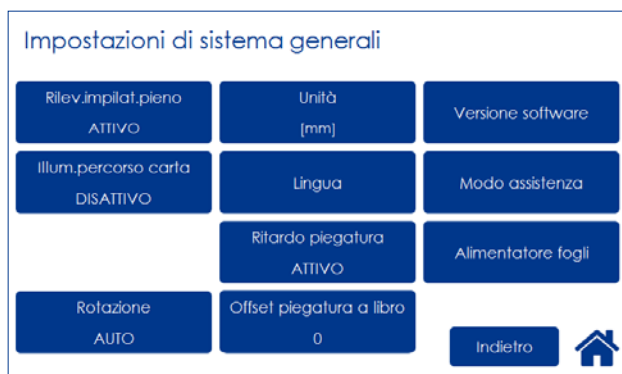 Impostazioni di sistema generali
Rilev.impilat.pieno
ATTIVO
Unità
[mm]
Versione software
Illum.percorso carta
DISATTIVO
Lingua
Modo assistenza
Ritardo piegatura
ATTIVO
Alimentatore fogli
Rotazione
AUTO
Offset piegatura a libro
0
Indietro